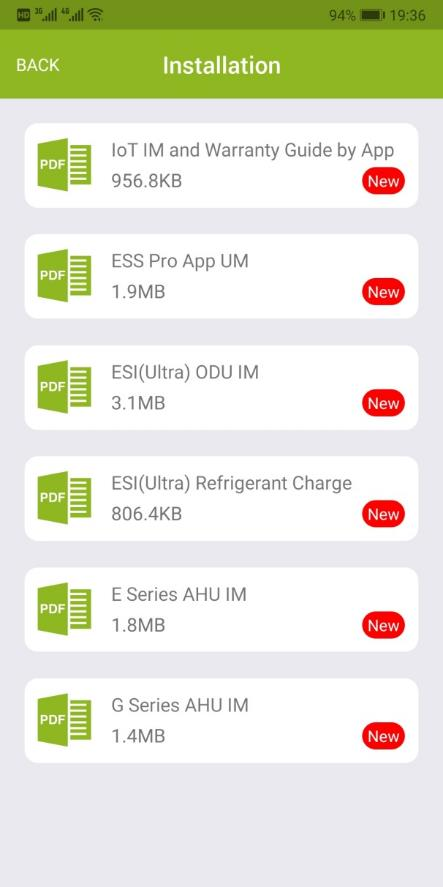 HD 3G 4G 94% 19:36
BACK Installation
IoT IM and Warranty Guide by App
PDF
956.8KB
New
ESS Pro App UM
PDF
1.9MB
New
ESI(Ultra) ODU IM
PDF
3.1MB
New
ESI(Ultra) Refrigerant Charge
PDF
806.4KB
New
E Series AHU IM
PDF
1.8MB
New
G Series AHU IM
PDF
1.4MB
New